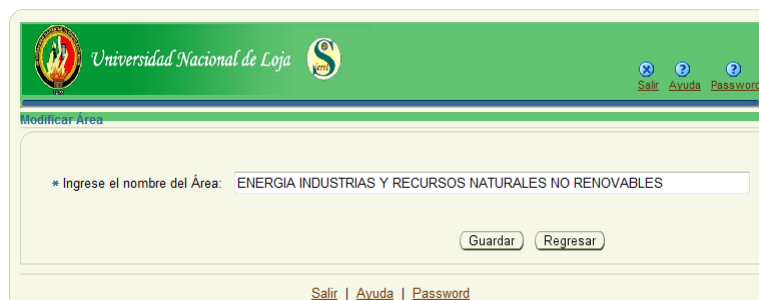 Universidad Nacional de Loja
Salir Ayuda Password
Modificar Área
* Ingrese el nombre del Área: ENERGIA INDUSTRIAS Y RECURSOS NATURALES NO RENOVABLES
Guardar Regresar
Salir | Ayuda | Password